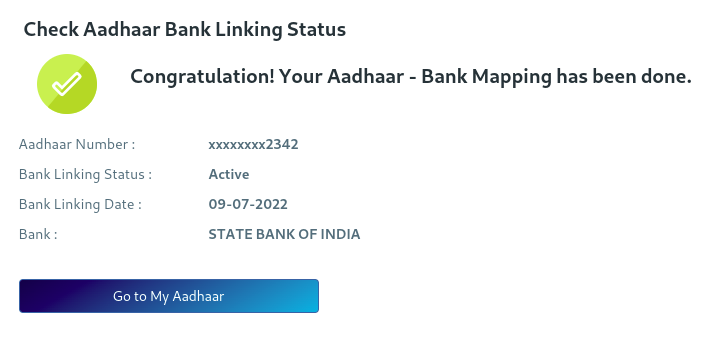 Check Aadhaar Bank Linking Status
Congratulation! Your Aadhaar - Bank Mapping has been done.
Aadhaar Number : xxxxxxxx2342
Bank Linking Status : Active
Bank Linking Date : 09-07-2022
Bank : STATE BANK OF INDIA
Go to My Aadhaar